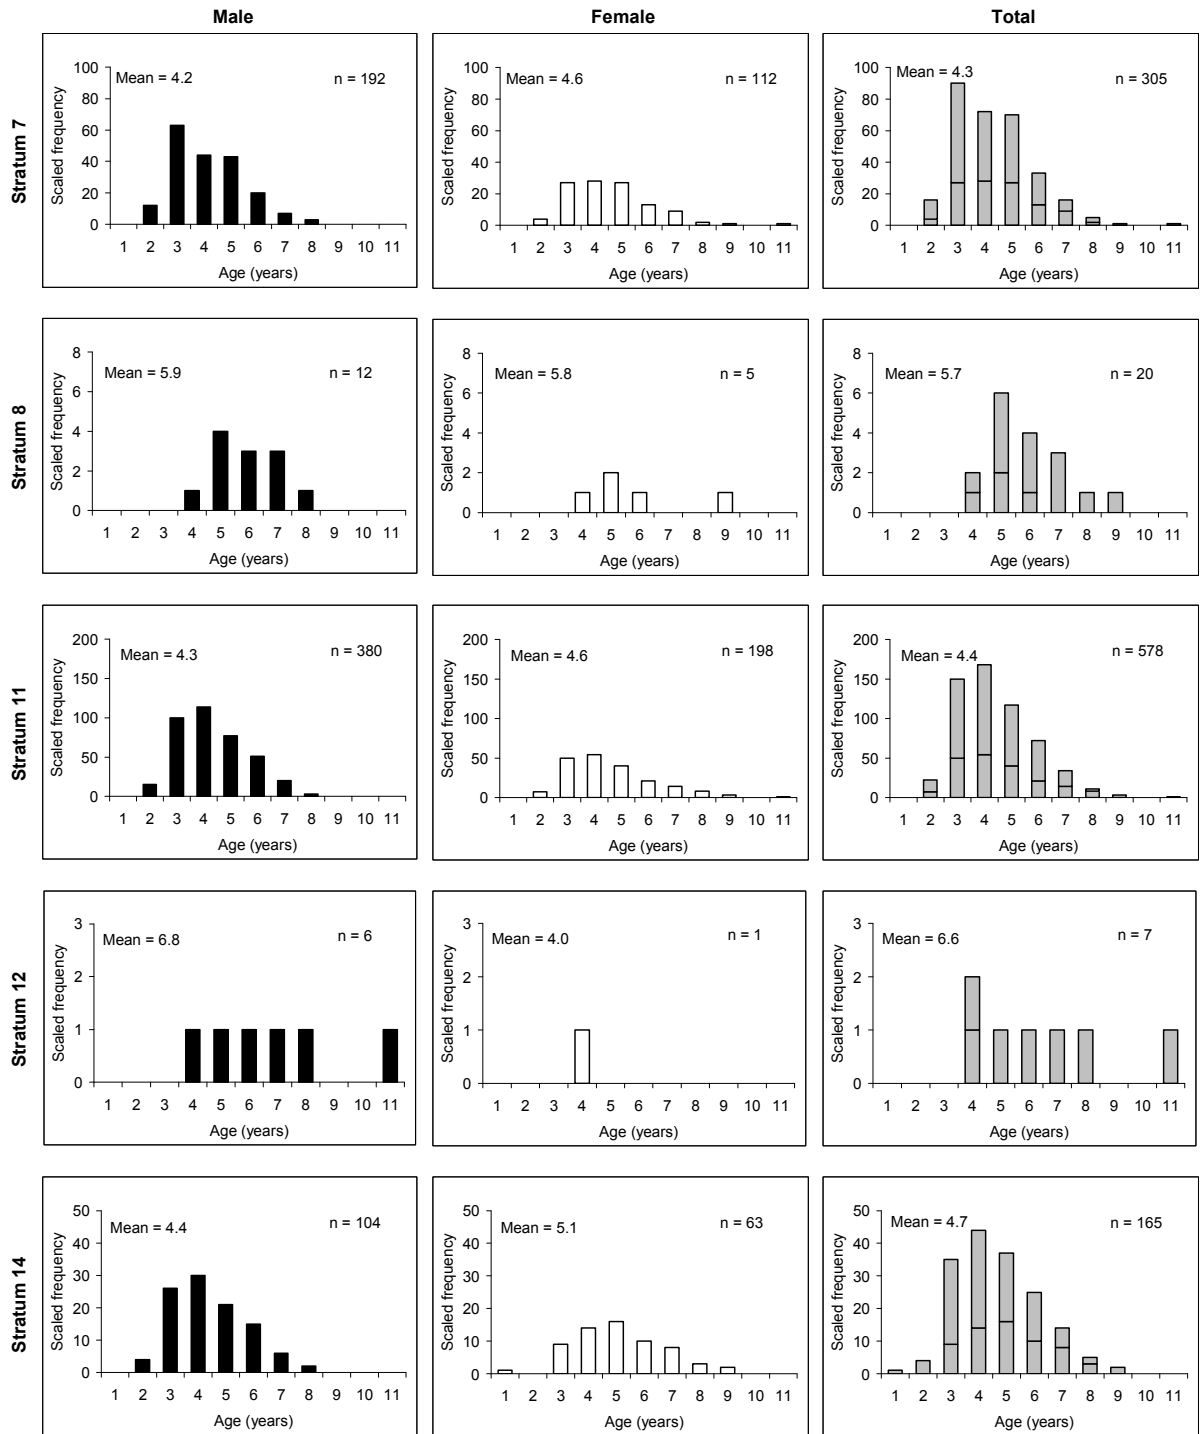 Male Female Total
Stratum 7
Scaled frequency
100
80
60
40
20
0
Mean = 4.2 n = 192
1 2 3 4 5 6 7 8 9 10 11
Age (years)
Scaled frequency
100
80
60
40
20
0
Mean = 4.6 n = 112
1 2 3 4 5 6 7 8 9 10 11
Age (years)
Scaled frequency
100
80
60
40
20
0
Mean = 4.3 n = 305
1 2 3 4 5 6 7 8 9 10 11
Age (years)
Stratum 8
Scaled frequency
8
6
4
2
0
Mean = 5.9 n = 12
1 2 3 4 5 6 7 8 9 10 11
Age (years)
Scaled frequency
8
6
4
2
0
Mean = 5.8 n = 5
1 2 3 4 5 6 7 8 9 10 11
Age (years)
Scaled frequency
8
6
4
2
0
Mean = 5.7 n = 20
1 2 3 4 5 6 7 8 9 10 11
Age (years)
Stratum 11
Scaled frequency
200
150
100
50
0
Mean = 4.3 n = 380
1 2 3 4 5 6 7 8 9 10 11
Age (years)
Scaled frequency
200
150
100
50
0
Mean = 4.6 n = 198
1 2 3 4 5 6 7 8 9 10 11
Age (years)
Scaled frequency
200
150
100
50
0
Mean = 4.4 n = 578
1 2 3 4 5 6 7 8 9 10 11
Age (years)
Stratum 12
Scaled frequency
3
2
1
0
Mean = 6.8 n = 6
1 2 3 4 5 6 7 8 9 10 11
Age (years)
Scaled frequency
3
2
1
0
Mean = 4.0 n = 1
1 2 3 4 5 6 7 8 9 10 11
Age (years)
Scaled frequency
3
2
1
0
Mean = 6.6 n = 7
1 2 3 4 5 6 7 8 9 10 11
Age (years)
Stratum 14
Scaled frequency
50
40
30
20
10
0
Mean = 4.4 n = 104
1 2 3 4 5 6 7 8 9 10 11
Age (years)
Scaled frequency
50
40
30
20
10
0
Mean = 5.1 n = 63
1 2 3 4 5 6 7 8 9 10 11
Age (years)
Scaled frequency
50
40
30
20
10
0
Mean = 4.7 n = 165
1 2 3 4 5 6 7 8 9 10 11
Age (years)